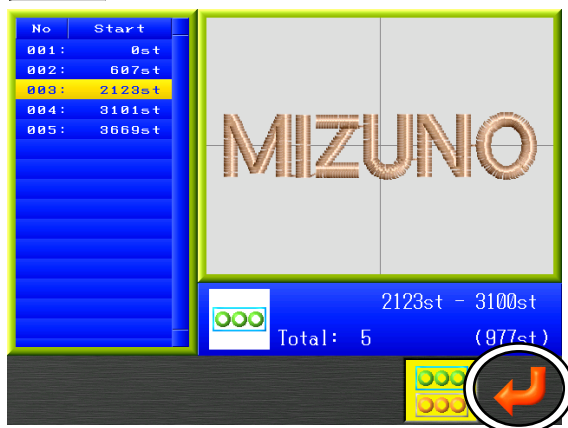 No Start
001: 0st
002: 607st
003: 2123st
004: 3101st
005: 3669st
MIZUNO
2123st - 3100st
Total: 5 (977st)